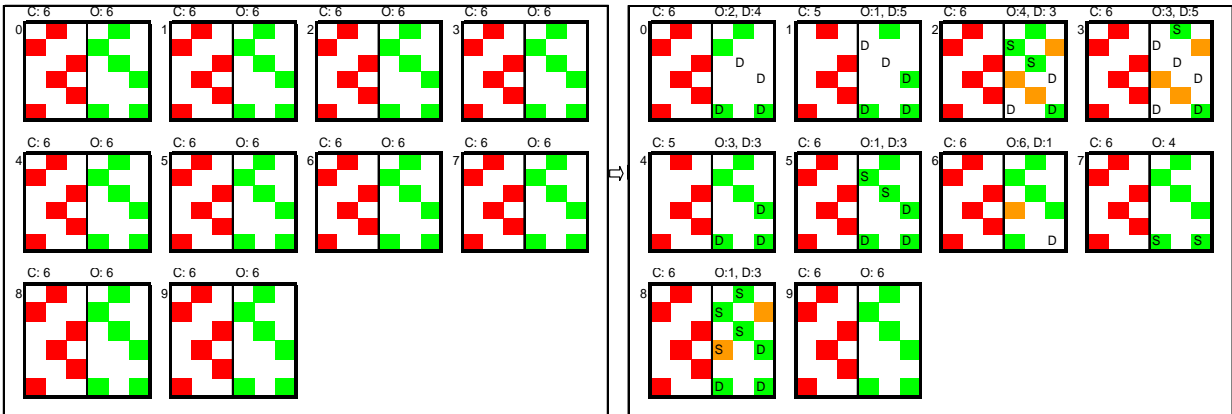 C: 6 O: 6 C: 6 O: 6 C: 6 O: 6 C: 6 O: 6
0 1 2 3
C: 6 O: 6 C: 6 O: 6 C: 6 O: 6 C: 6 O: 6
4 5 6 7
C: 6 O: 6 C: 6 O: 6
8 9
C: 6 O:2, D:4 C: 5 O:1, D:5 C: 6 O:4, D: 3 C: 6 O:3, D:5
0 1 2 3 S
D S D
D D S D
D D D D
D D D D D D D D
C: 5 O:3, D:3 C: 6 O:1, D:3 C: 6 O:6, D:1 C: 6 O: 4
4 5 6 7
S
S
D D
D D D D D S S
C: 6 O:1, D:3 C: 6 O: 6
8 S 9
S
S
S D
D D